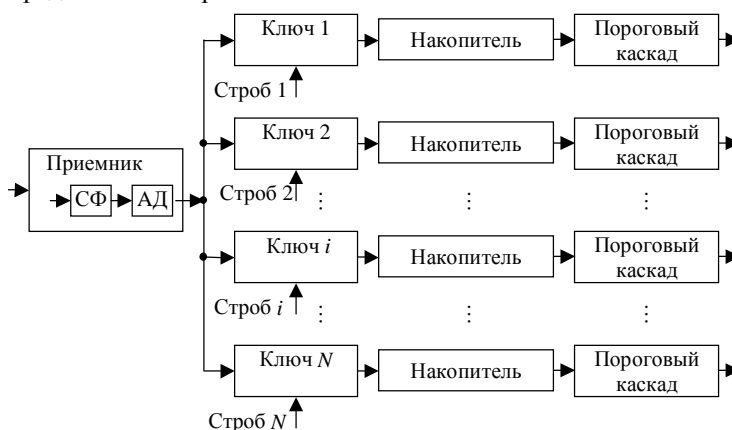 Ключ 1
Накопитель
Пороговый
каскад
Строб 1
Приемник
СФ
АД
Ключ 2
Накопитель
Пороговый
каскад
Строб 2
Ключ i
Накопитель
Пороговый
каскад
Строб i
Ключ N
Накопитель
Пороговый
каскад
Строб N